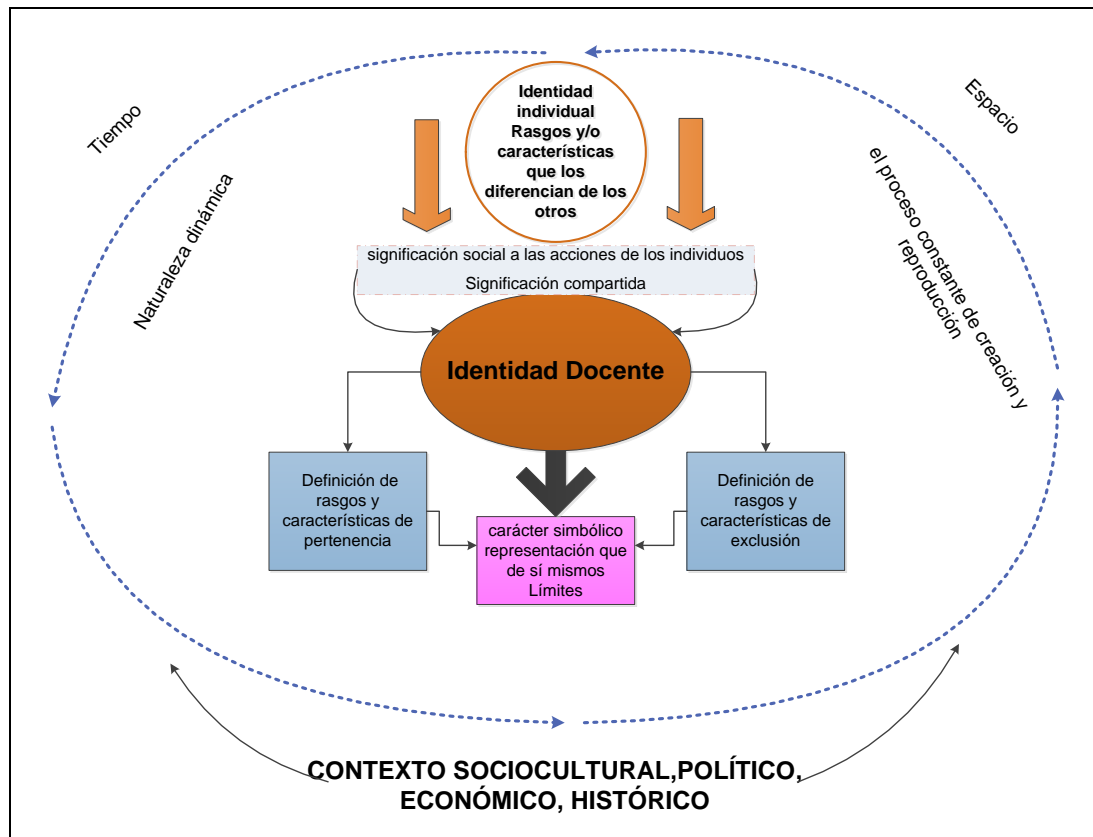 Identidad
individual
Rasgos y/o
características
que los
diferencian de los
otros
Tiempo
Espacio
Naturaleza dinámica
el proceso constante de creación y
reproducción
significación social a las acciones de los individuos
Significación compartida
Identidad Docente
Definición de
rasgos y
características de
pertenencia
carácter simbólico
representación que
de sí mismos
Límites
Definición de
rasgos y
características de
exclusión
CONTEXTO SOCIOCULTURAL,POLÍTICO,
ECONÓMICO, HISTÓRICO